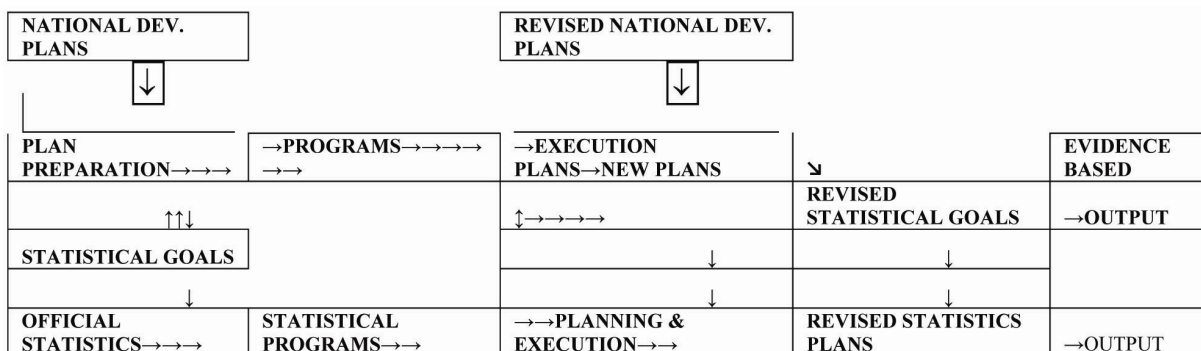 NATIONAL DEV. REVISED NATIONAL DEV.
PLANS PLANS
↓ ↓
PLAN →PROGRAMS→→→→ →EXECUTION EVIDENCE
PREPARATION→→→ →→ PLANS→NEW PLANS ↘ BASED
REVISED
↑↑↓ ↕→→→→ STATISTICAL GOALS →OUTPUT
STATISTICAL GOALS ↓ ↓
↓ ↓ ↓
OFFICIAL STATISTICAL →→PLANNING & REVISED STATISTICS
STATISTICS→→→ PROGRAMS→→ EXECUTION→→ PLANS →OUTPUT